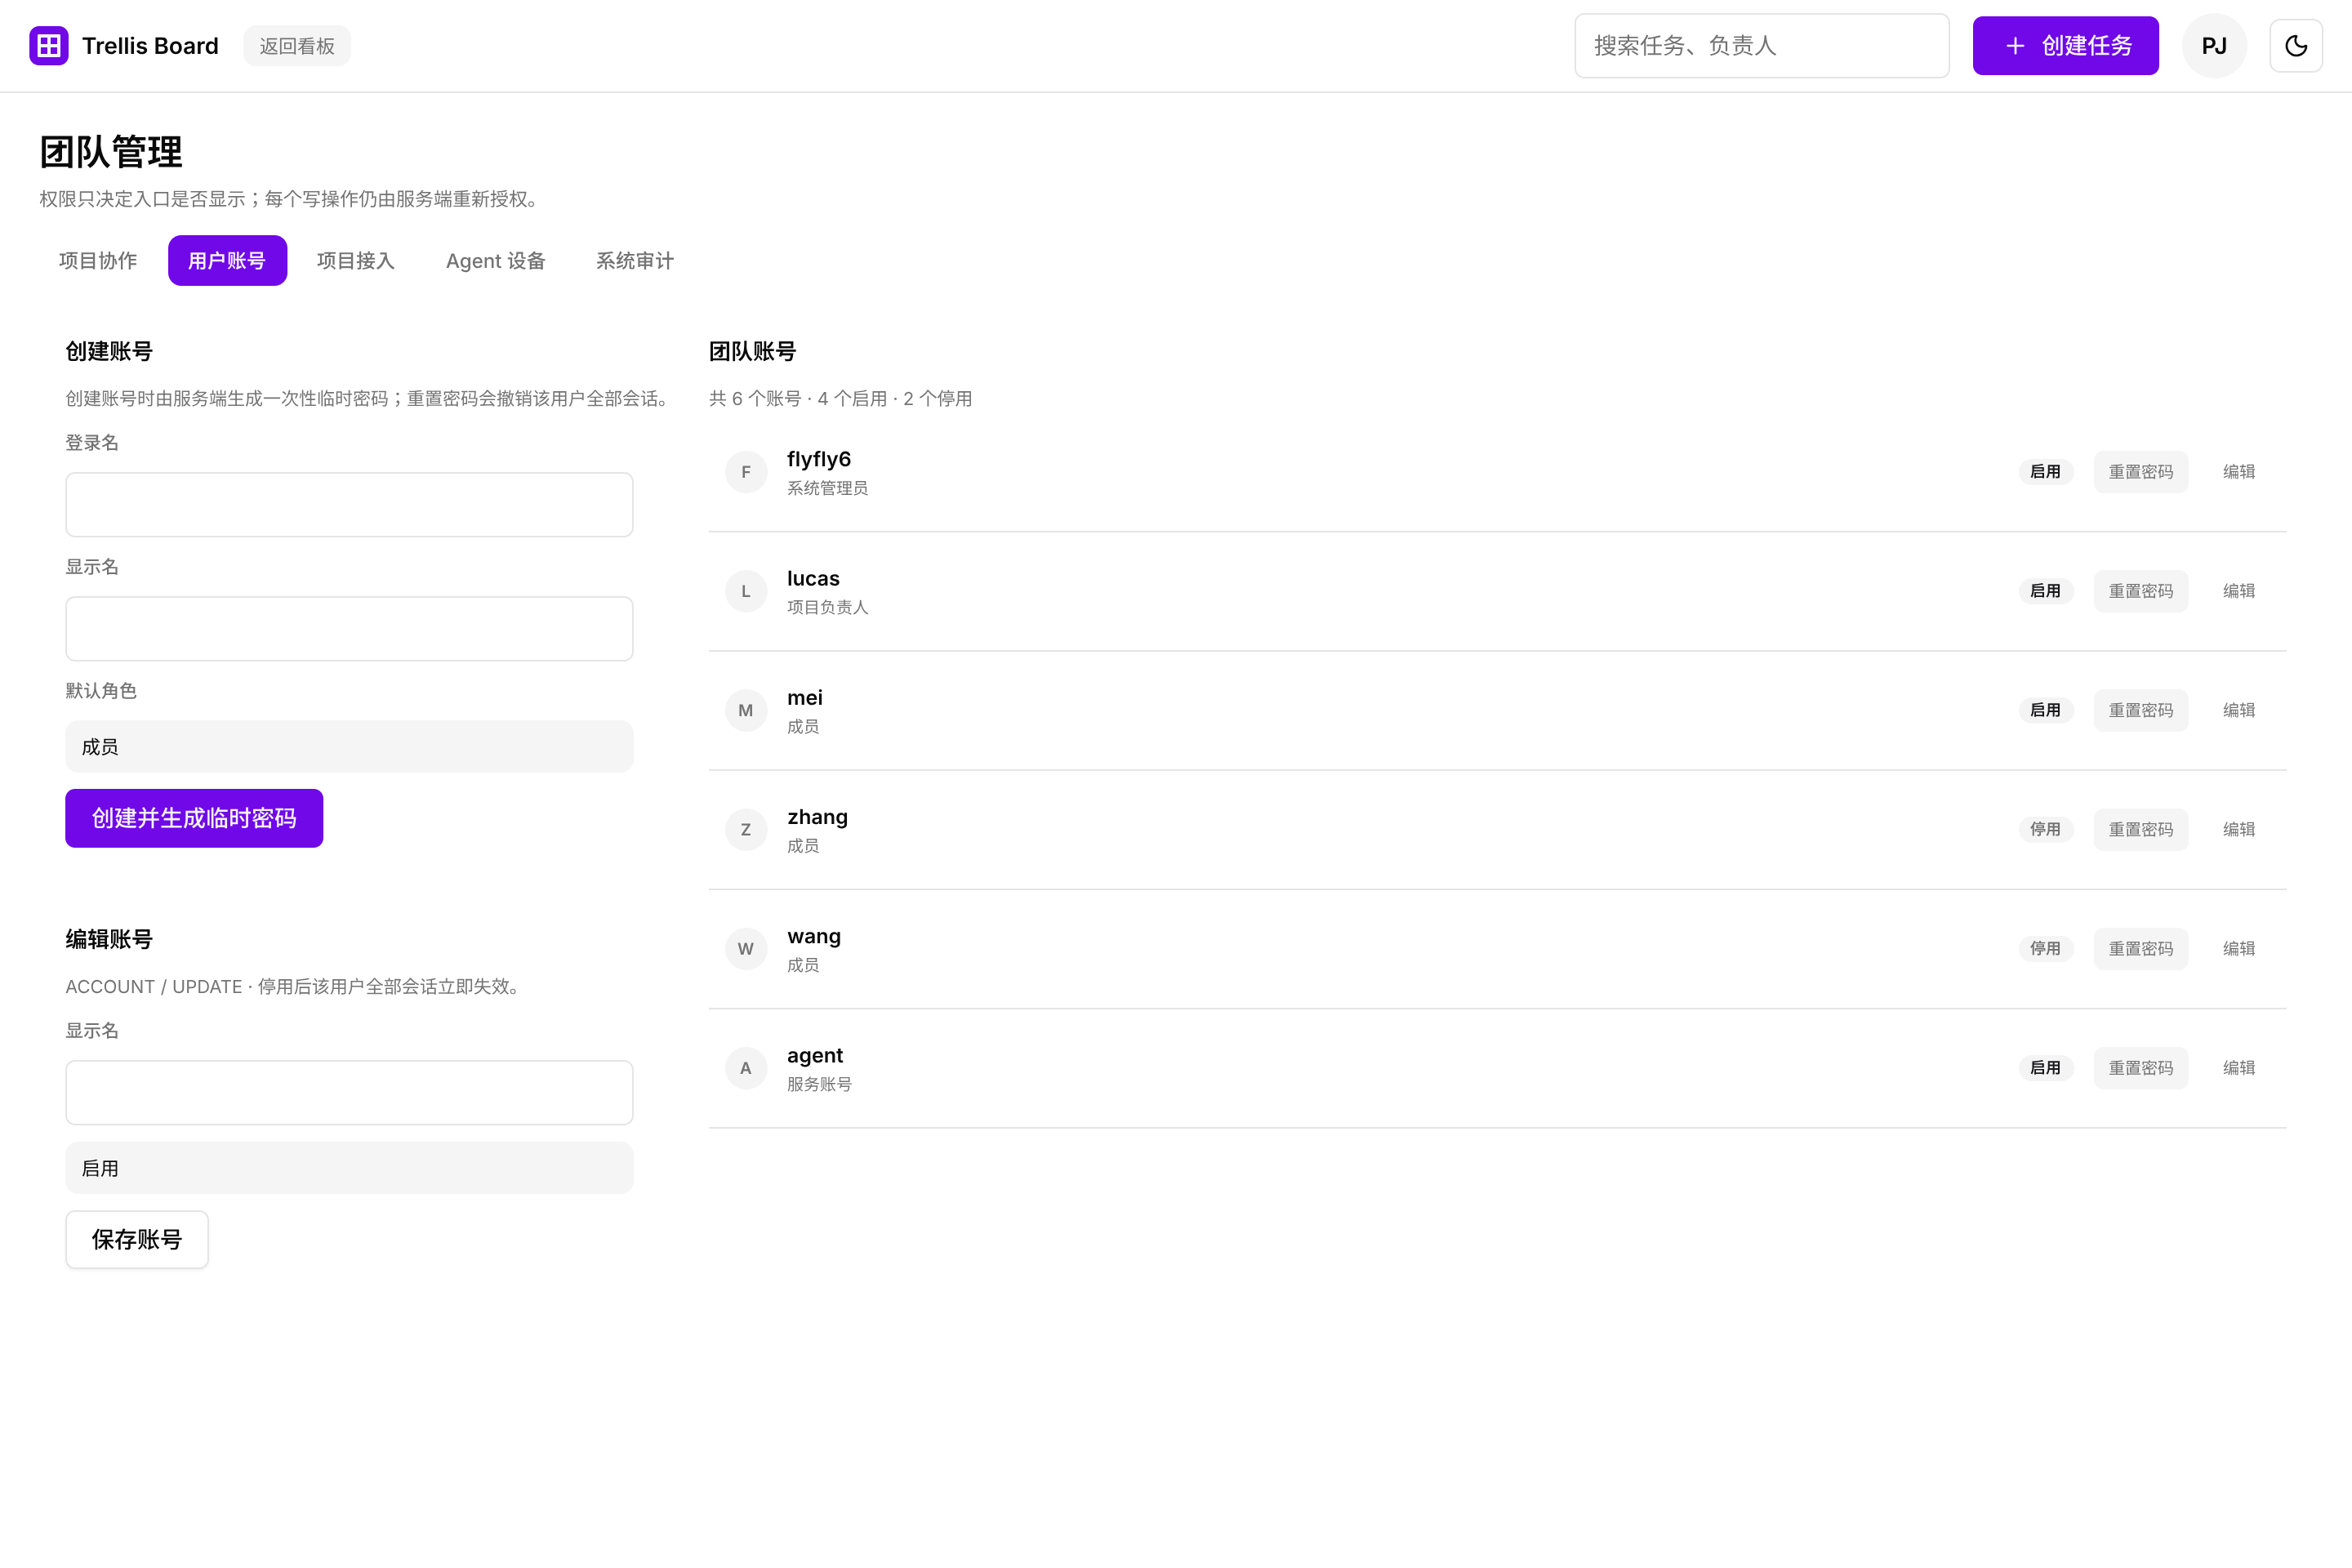 Trellis Board
返回看板
搜索任务、负责人
创建任务
PJ
团队管理
权限只决定入口是否显示；每个写操作仍由服务端重新授权。
项目协作
用户账号
项目接入
Agent 设备
系统审计
创建账号
创建账号时由服务端生成一次性临时密码；重置密码会撤销该用户全部会话。
登录名
显示名
默认角色
成员
创建并生成临时密码
编辑账号
ACCOUNT / UPDATE · 停用后该用户全部会话立即失效。
显示名
启用
保存账号
团队账号
共 6 个账号 · 4 个启用 · 2 个停用
F
flyfly6
系统管理员
启用
重置密码
编辑
L
lucas
项目负责人
启用
重置密码
编辑
M
mei
成员
启用
重置密码
编辑
Z
zhang
成员
停用
重置密码
编辑
W
wang
成员
停用
重置密码
编辑
A
agent
服务账号
启用
重置密码
编辑